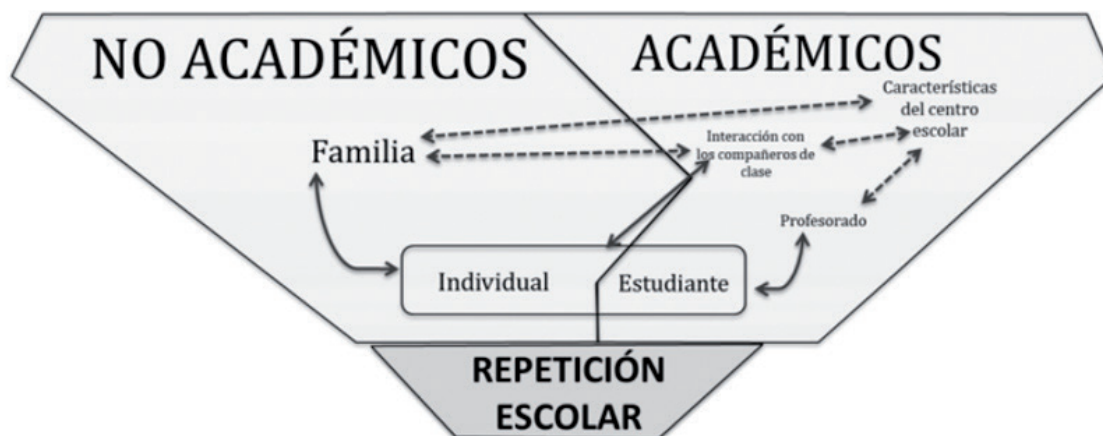 NO ACADÉMICOS
ACADÉMICOS
Características
del centro
escolar
Familia
Interacción con
los compañeros de
clase
Profesorado
Individual
Estudiante
REPETICIÓN
ESCOLAR